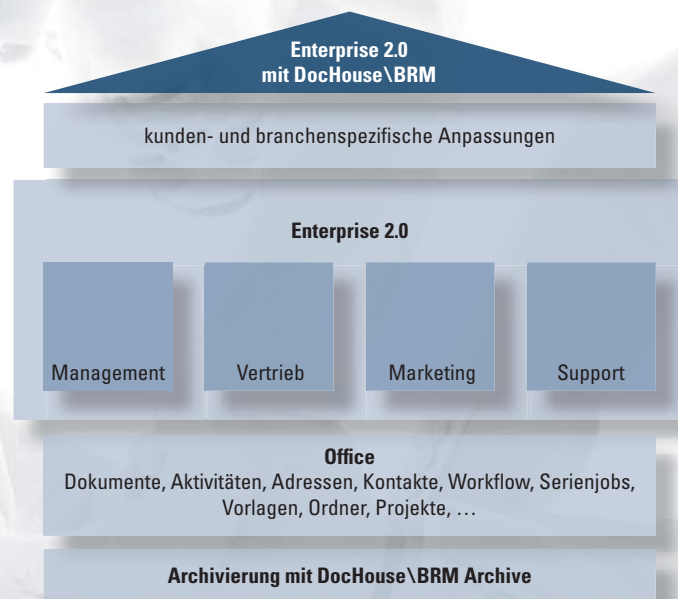 Enterprise 2.0
mit DocHouse\BRM
kunden- und branchenspezifische Anpassungen
Enterprise 2.0
Management
Vertrieb
Marketing
Support
Office
Dokumente, Aktivitäten, Adressen, Kontakte, Workflow, Serienjobs,
Vorlagen, Ordner, Projekte, …
Archivierung mit DocHouse\BRM Archive